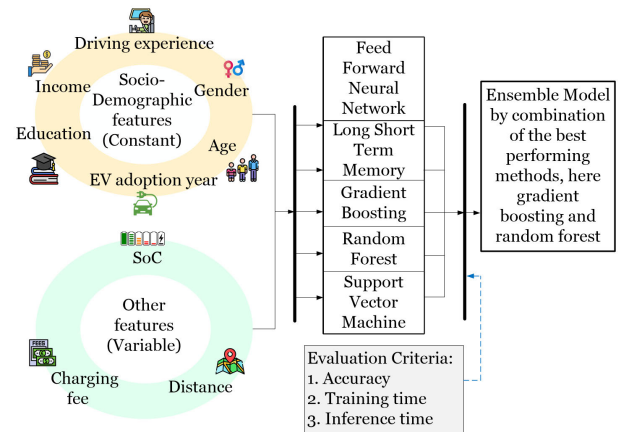 Driving experience
Income
Socio-
Demographic
features
(Constant)
Gender
Education
Age
EV adoption year
SoC
Other
features
(Variable)
FEES
Charging
fee
Distance
Feed
Forward
Neural
Network
Long Short
Term
Memory
Gradient
Boosting
Random
Forest
Support
Vector
Machine
Evaluation Criteria:
1. Accuracy
2. Training time
3. Inference time
Ensemble Model
by combination
of the best
performing
methods, here
gradient
boosting and
random forest